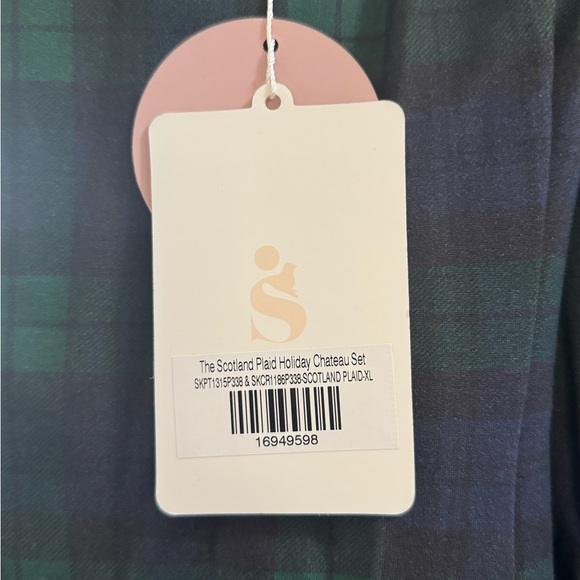 S
The Scotland Plaid Holiday Chateau Set
SKPT1315P338 & SKCR1186P338-SCOTLAND PLAID-XL
16949598